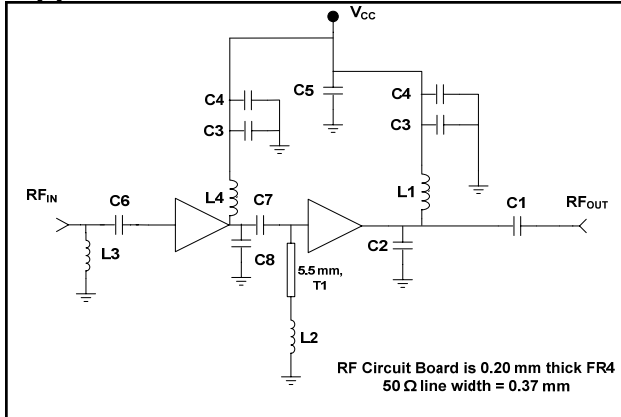 VCC
C4
C5
C4
C3
C3
RFIN
C6
L4
C7
L1
C1
RFOUT
L3
C8
C2
5.5 mm,
T1
L2
RF Circuit Board is 0.20 mm thick FR4
50 Ω line width = 0.37 mm